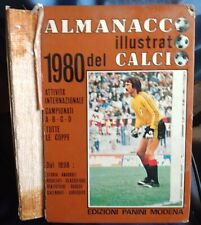 ALMANACCO
illustrato
1980 del CALCIO
ATTIVITÀ
INTERNAZIONALE
CAMPIONATI
A-B-C-D
TUTTE
LE COPPE
Dal 1898 :
EDIZIONI PANINI MODENA